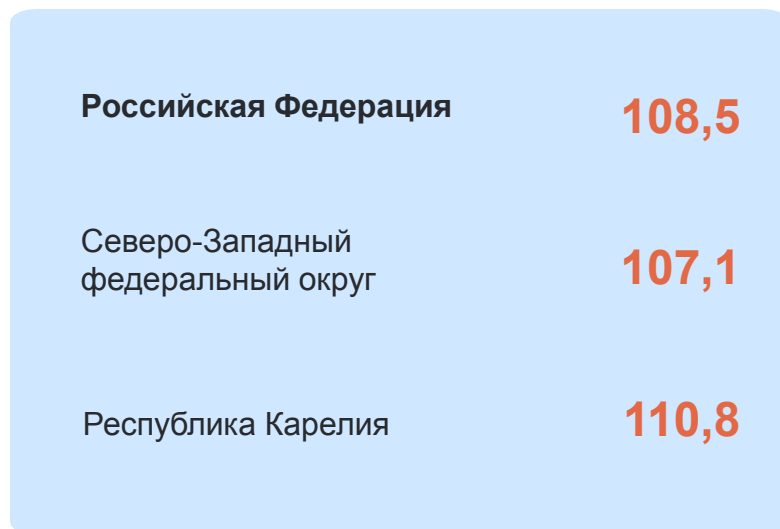 Российская Федерация 108,5
Северо-Западный
федеральный округ 107,1
Республика Карелия 110,8